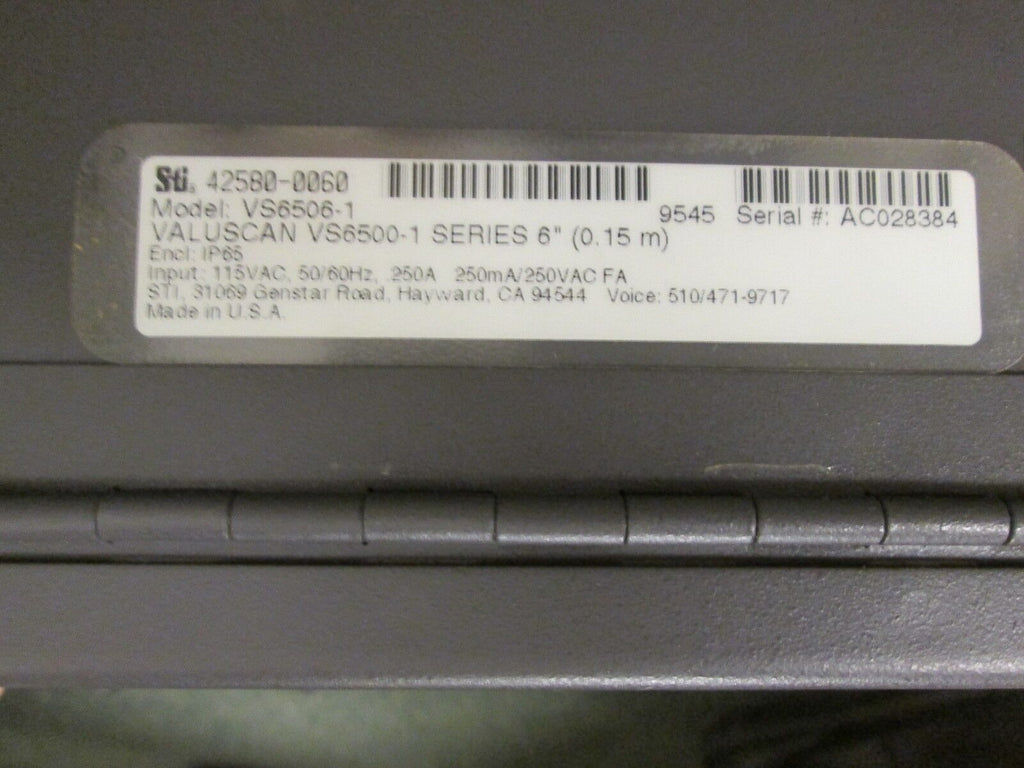 Sti. 42580-0060
Model: VS6506-1 9545 Serial #: AC028384
VALUSCAN VS6500-1 SERIES 6" (0.15 m)
Encl: IP65
Input: 115VAC, 50/60Hz, .250A 250mA/250VAC FA
STI, 31069 Genstar Road, Hayward, CA 94544 Voice: 510/471-9717
Made in U.S.A.